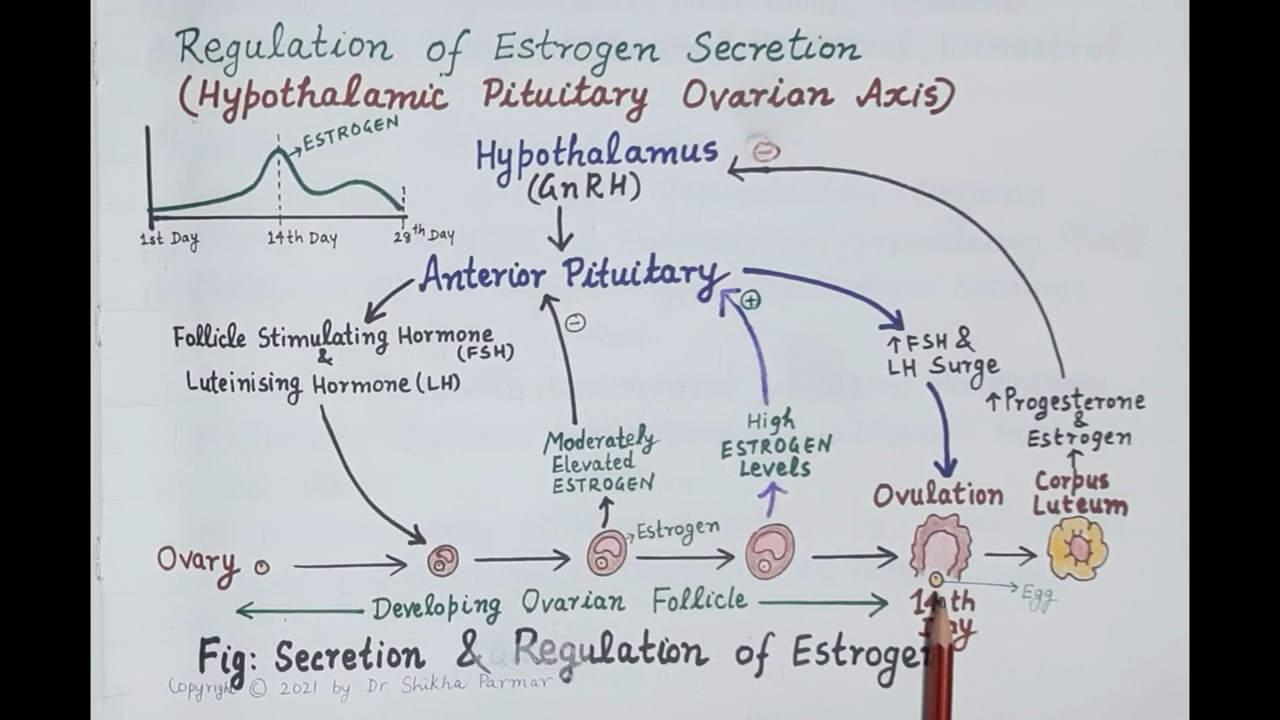 Regulation of Estrogen Secretion
(Hypothalamic Pituitary Ovarian Axis)
ESTROGEN
1st Day
14th Day
28th Day
Hypothalamus
(GnRH)
⊖
Anterior Pituitary
Follicle Stimulating Hormone
(FSH)
&
Luteinising Hormone (LH)
⊖
⊕
↑FSH &
LH Surge
↑Progesterone
&
Estrogen
Moderately
Elevated
ESTROGEN
High
ESTROGEN
Levels
Ovulation
Corpus
Luteum
Ovary
Estrogen
Egg
Developing Ovarian Follicle
14th
Day
Fig: Secretion & Regulation of Estrogen
Copyright © 2021 by Dr Shikha Parmar